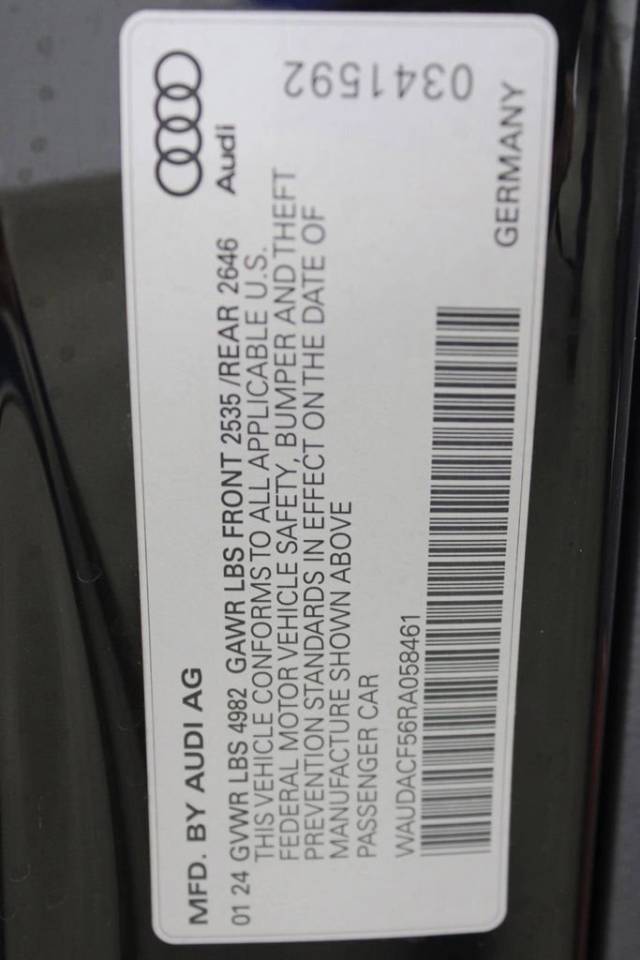 MFD. BY AUDI AG
Audi
01 24 GVWR LBS 4982 GAWR LBS FRONT 2535 /REAR 2646
THIS VEHICLE CONFORMS TO ALL APPLICABLE U.S.
FEDERAL MOTOR VEHICLE SAFETY, BUMPER AND THEFT
PREVENTION STANDARDS IN EFFECT ON THE DATE OF
MANUFACTURE SHOWN ABOVE
PASSENGER CAR
WAUDACF56RA058461
0341592
GERMANY